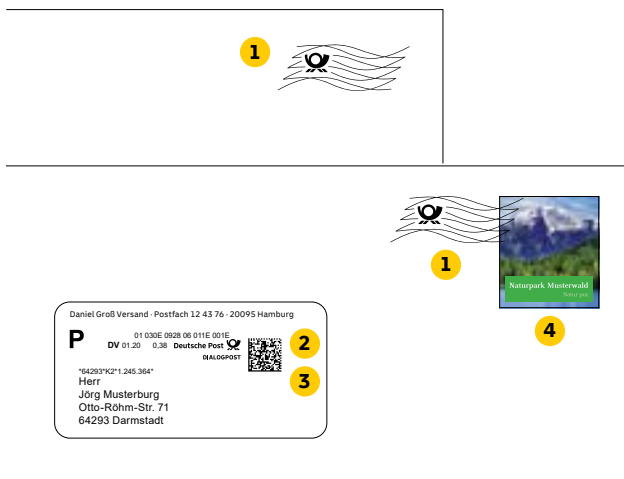 1
1
Naturpark Musterwald
Natur pur
4
Daniel Groß Versand · Postfach 12 43 76 · 20095 Hamburg
P
01 030E 0928 06 011E 001E
DV 01.20 0,38 Deutsche Post
DIALOGPOST
2
3
*64293*K2*1.245.364*
Herr
Jörg Musterburg
Otto-Röhm-Str. 71
64293 Darmstadt